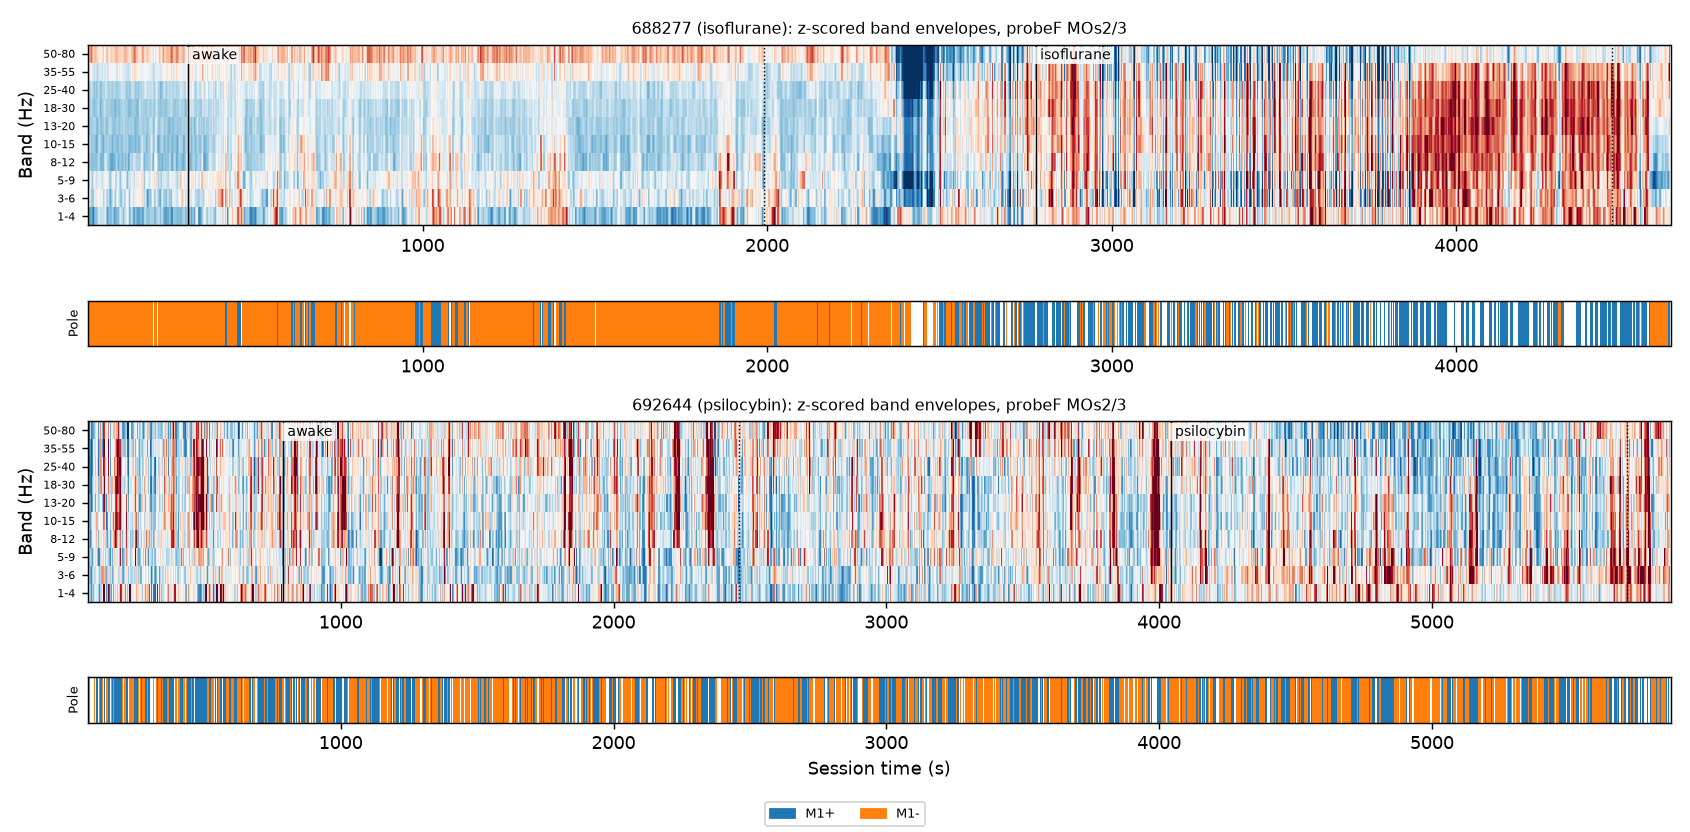 688277 (isoflurane): z-scored band envelopes, probeF MOs2/3
awake
isoflurane
Band (Hz)
50-80
35-55
25-40
18-30
13-20
10-15
8-12
5-9
3-6
1-4
1000 2000 3000 4000
Pole
1000 2000 3000 4000
692644 (psilocybin): z-scored band envelopes, probeF MOs2/3
awake
psilocybin
Band (Hz)
50-80
35-55
25-40
18-30
13-20
10-15
8-12
5-9
3-6
1-4
1000 2000 3000 4000 5000
Pole
1000 2000 3000 4000 5000
Session time (s)
M1+ M1-